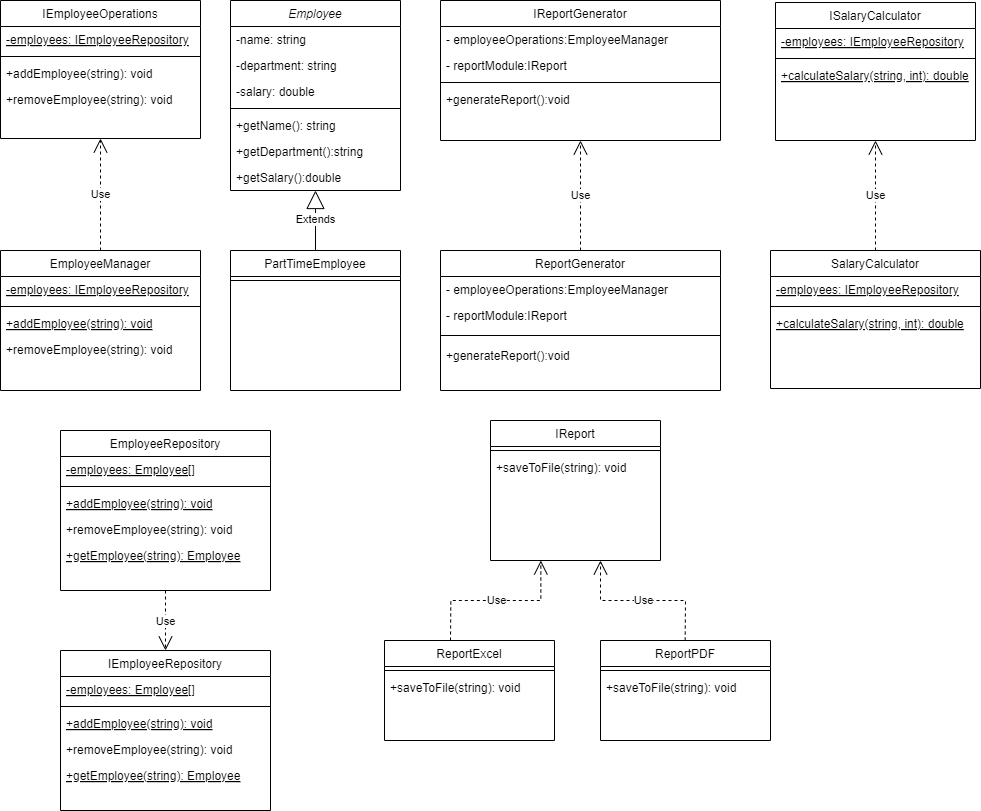 IEmployeeOperations
-employees: IEmployeeRepository
+addEmployee(string): void
+removeEmployee(string): void
Employee
-name: string
-department: string
-salary: double
+getName(): string
+getDepartment():string
+getSalary():double
IReportGenerator
- employeeOperations:EmployeeManager
- reportModule:IReport
+generateReport():void
ISalaryCalculator
-employees: IEmployeeRepository
+calculateSalary(string, int): double
Use
Extends
Use
Use
EmployeeManager
-employees: IEmployeeRepository
+addEmployee(string): void
+removeEmployee(string): void
PartTimeEmployee
ReportGenerator
- employeeOperations:EmployeeManager
- reportModule:IReport
+generateReport():void
SalaryCalculator
-employees: IEmployeeRepository
+calculateSalary(string, int): double
EmployeeRepository
-employees: Employee[]
+addEmployee(string): void
+removeEmployee(string): void
+getEmployee(string): Employee
IReport
+saveToFile(string): void
Use
Use
Use
IEmployeeRepository
-employees: Employee[]
+addEmployee(string): void
+removeEmployee(string): void
+getEmployee(string): Employee
ReportExcel
+saveToFile(string): void
ReportPDF
+saveToFile(string): void